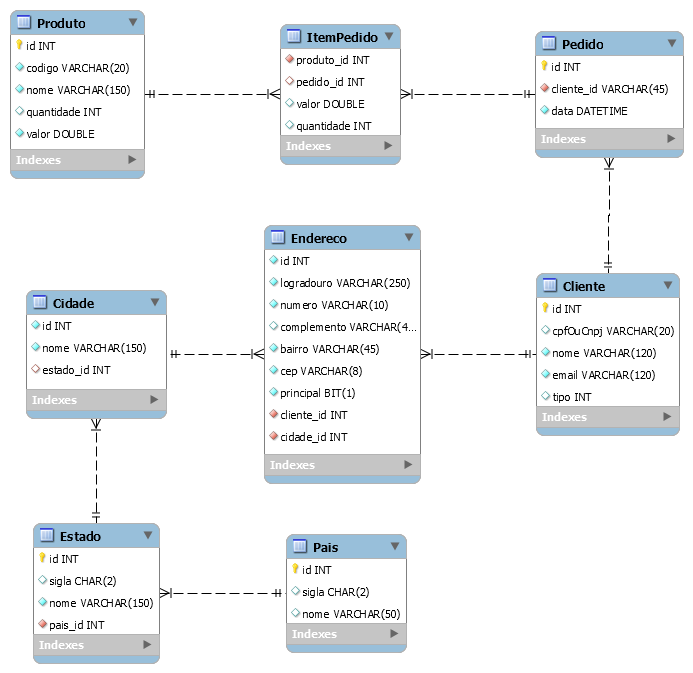 Produto
id INT
codigo VARCHAR(20)
nome VARCHAR(150)
quantidade INT
valor DOUBLE
Indexes
ItemPedido
produto_id INT
pedido_id INT
valor DOUBLE
quantidade INT
Indexes
Pedido
id INT
cliente_id VARCHAR(45)
data DATETIME
Indexes
Cidade
id INT
nome VARCHAR(150)
estado_id INT
Indexes
Endereco
id INT
logradouro VARCHAR(250)
numero VARCHAR(10)
complemento VARCHAR(4...
bairro VARCHAR(45)
cep VARCHAR(8)
principal BIT(1)
cliente_id INT
cidade_id INT
Indexes
Cliente
id INT
cpfOuCnpj VARCHAR(20)
nome VARCHAR(120)
email VARCHAR(120)
tipo INT
Indexes
Estado
id INT
sigla CHAR(2)
nome VARCHAR(150)
pais_id INT
Indexes
Pais
id INT
sigla CHAR(2)
nome VARCHAR(50)
Indexes